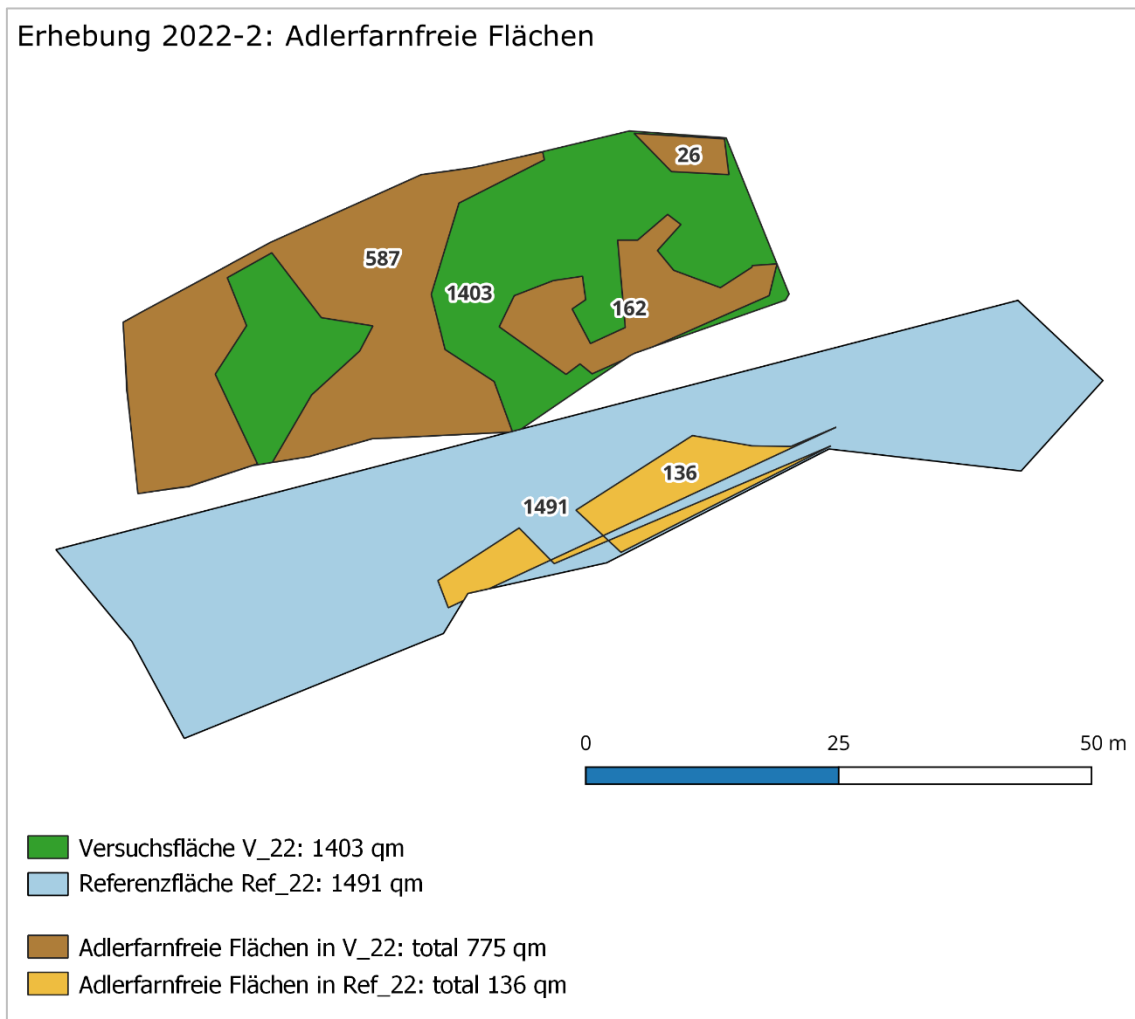 Erhebung 2022-2: Adlerfarnfreie Flächen
26
587
1403
162
136
1491
0 25 50 m
Versuchsfläche V_22: 1403 qm
Referenzfläche Ref_22: 1491 qm
Adlerfarnfreie Flächen in V_22: total 775 qm
Adlerfarnfreie Flächen in Ref_22: total 136 qm